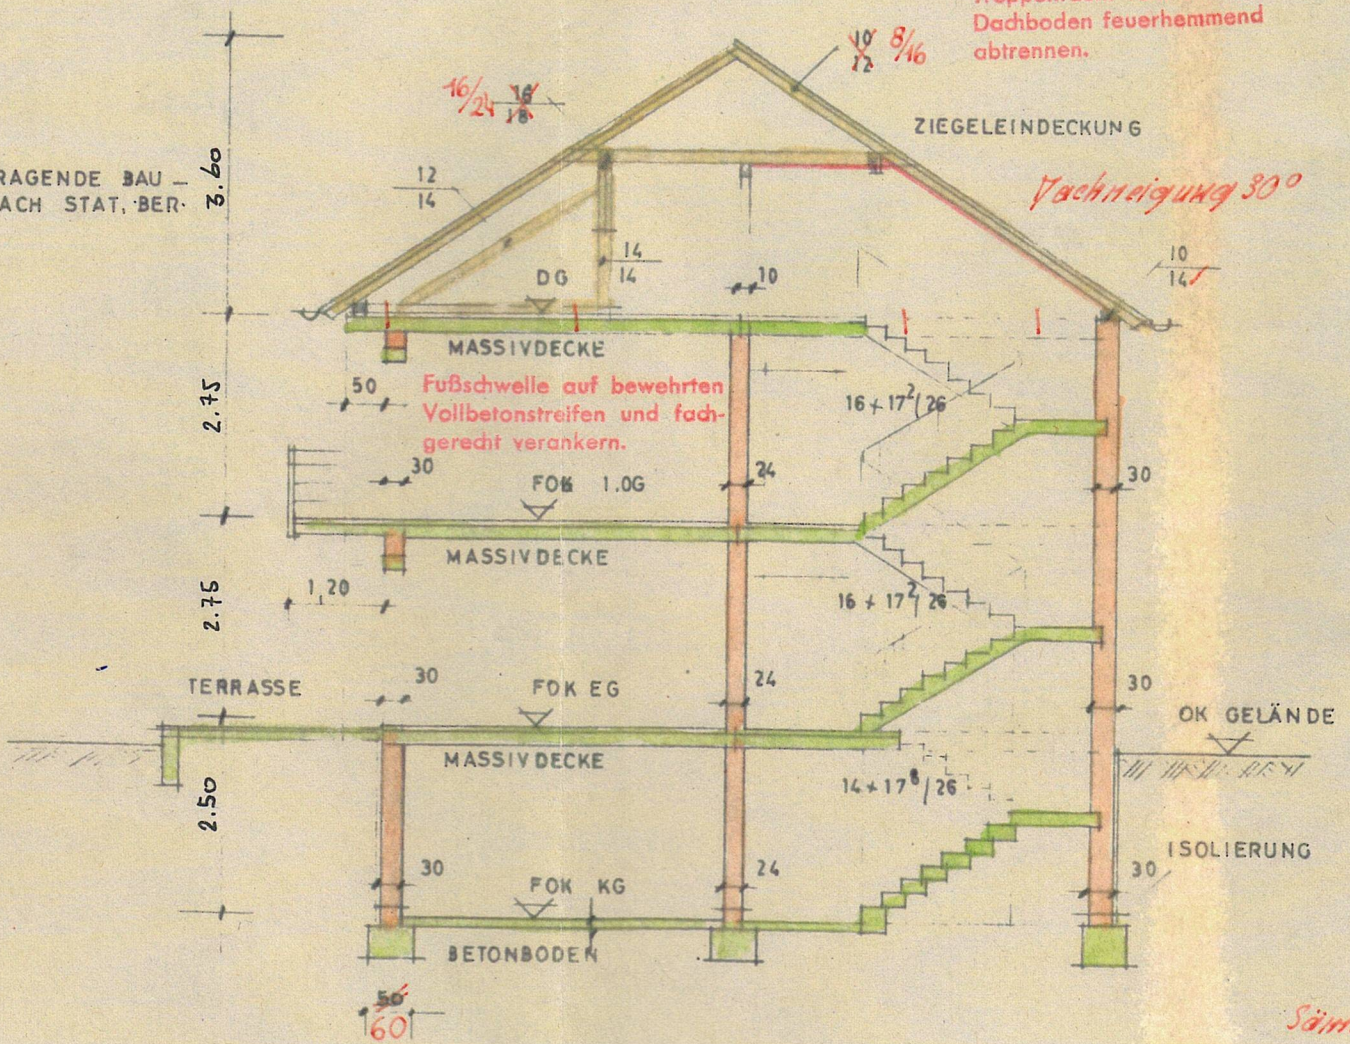 Dachboden feuerhemmend
abtrennen.
10
12
8/16
16/24
16
18
ZIEGELEINDECKUNG
RAGENDE BAU –
ACH STAT. BER.
3.60
12
14
Dachneigung 30°
14
14
10
14
DG
10
MASSIVDECKE
50
Fußschwelle auf bewehrten
Vollbetonstreifen und fach-
gerecht verankern.
2.75
16 + 17²/26
30
FOK 1.OG
24
30
MASSIVDECKE
1,20
2.75
16 + 17²/26
TERRASSE
30
FOK EG
24
30
OK GELÄNDE
MASSIVDECKE
14 + 17⁸/26
2.50
30
FOK KG
24
30
ISOLIERUNG
BETONBODEN
50
60